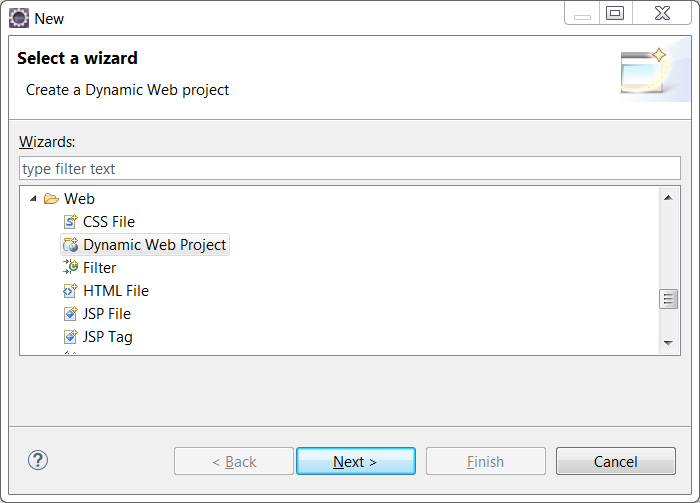 New
Select a wizard
Create a Dynamic Web project
Wizards:
type filter text
Web
CSS File
Dynamic Web Project
Filter
HTML File
JSP File
JSP Tag
? < Back Next > Finish Cancel